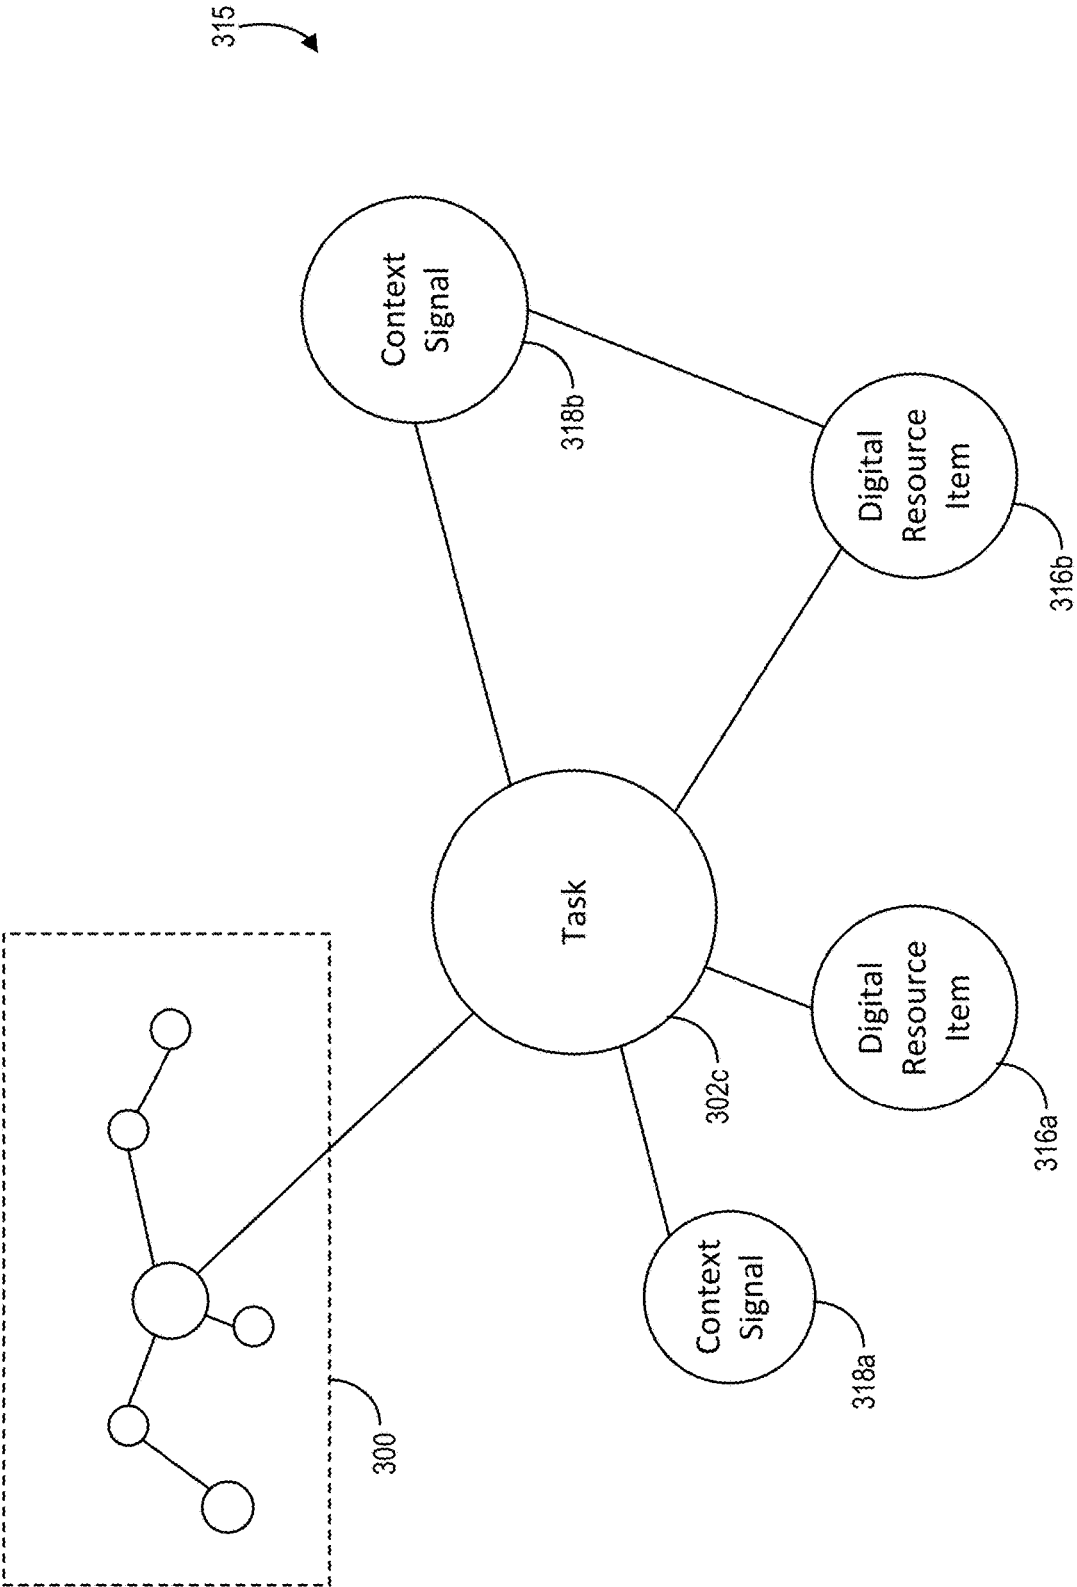 315
300
Task
302c
Context
Signal
318a
Digital
Resource
Item
316a
Digital
Resource
Item
316b
Context
Signal
318b